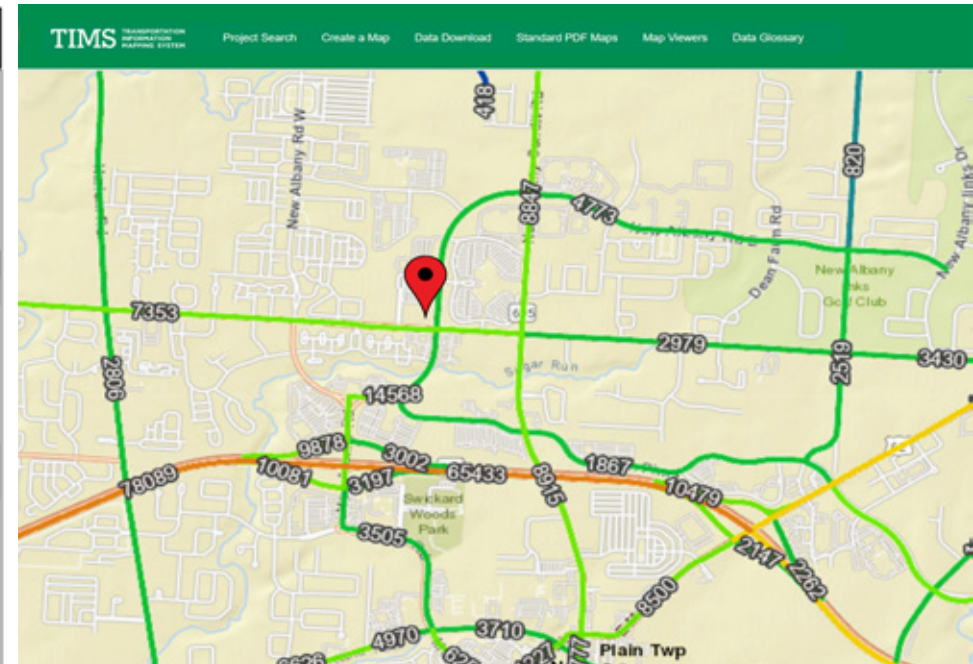 TIMS TRANSPORTATION INFORMATION MAPPING SYSTEM
Project Search Create a Map Data Download Standard PDF Maps Map Viewers Data Glossary
418
820
New Albany Rd W
8847
4773
New Albany Rd E
New Albany links Dr
Dean Farm Rd
New Albany
Links
Golf Club
7353
605
2979
3430
2519
2806
Sugar Run
14568
9878
3002
10081
3197
65433
1867
10479
78089
8915
Swickard
Woods
Park
3505
2147
2262
8500
4970
3710
Plain Twp